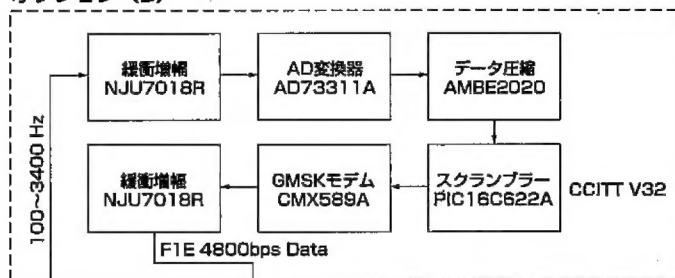 緩衝増幅
NJU7018R
AD変換器
AD73311A
データ圧縮
AMBE2020
100~3400 Hz
緩衝増幅
NJU7018R
GMSKモデム
CMX589A
スクランブラー
PIC16C622A
CCITT V32
F1E 4800bps Data